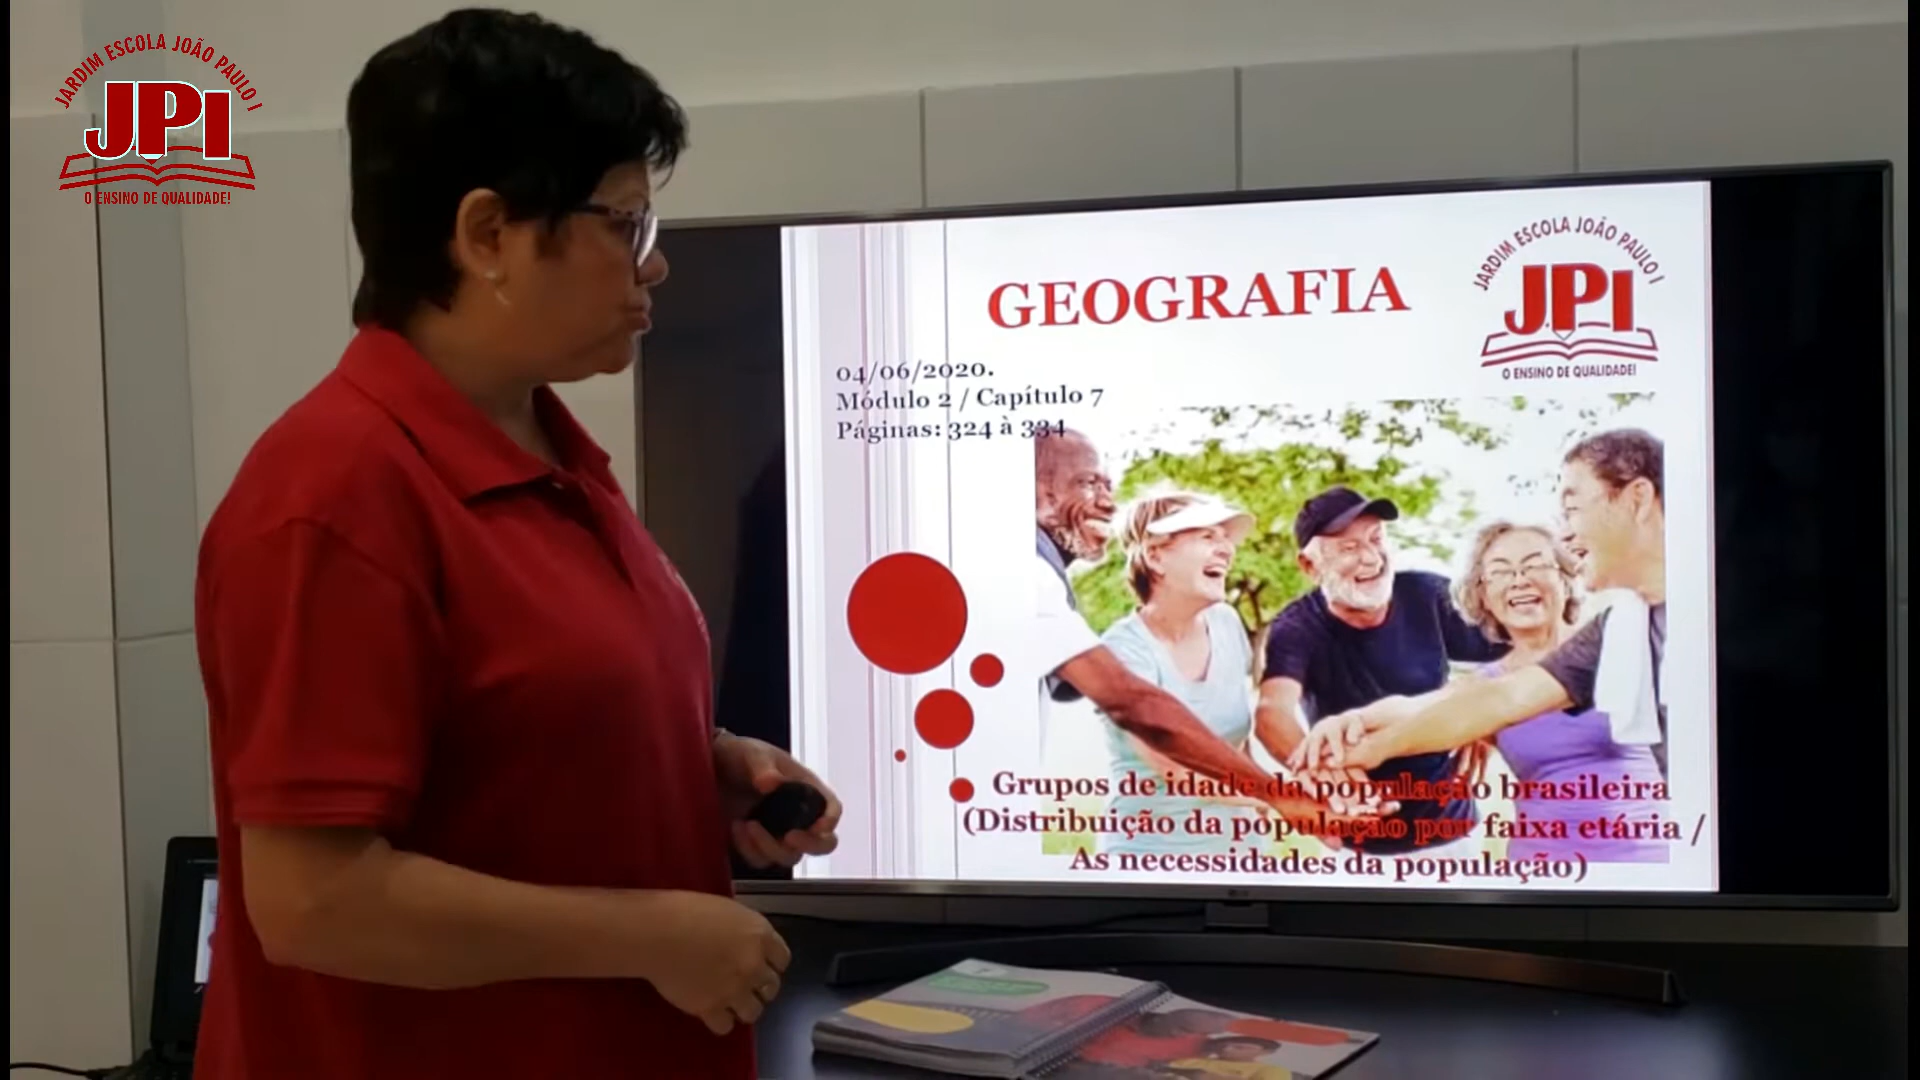 JARDIM ESCOLA JOÃO PAULO I
JPI
O ENSINO DE QUALIDADE!
GEOGRAFIA
JARDIM ESCOLA JOÃO PAULO I
JPI
O ENSINO DE QUALIDADE!
04/06/2020.
Módulo 2 / Capítulo 7
Páginas: 324 à 334
Grupos de idade da população brasileira
(Distribuição da população por faixa etária /
As necessidades da população)